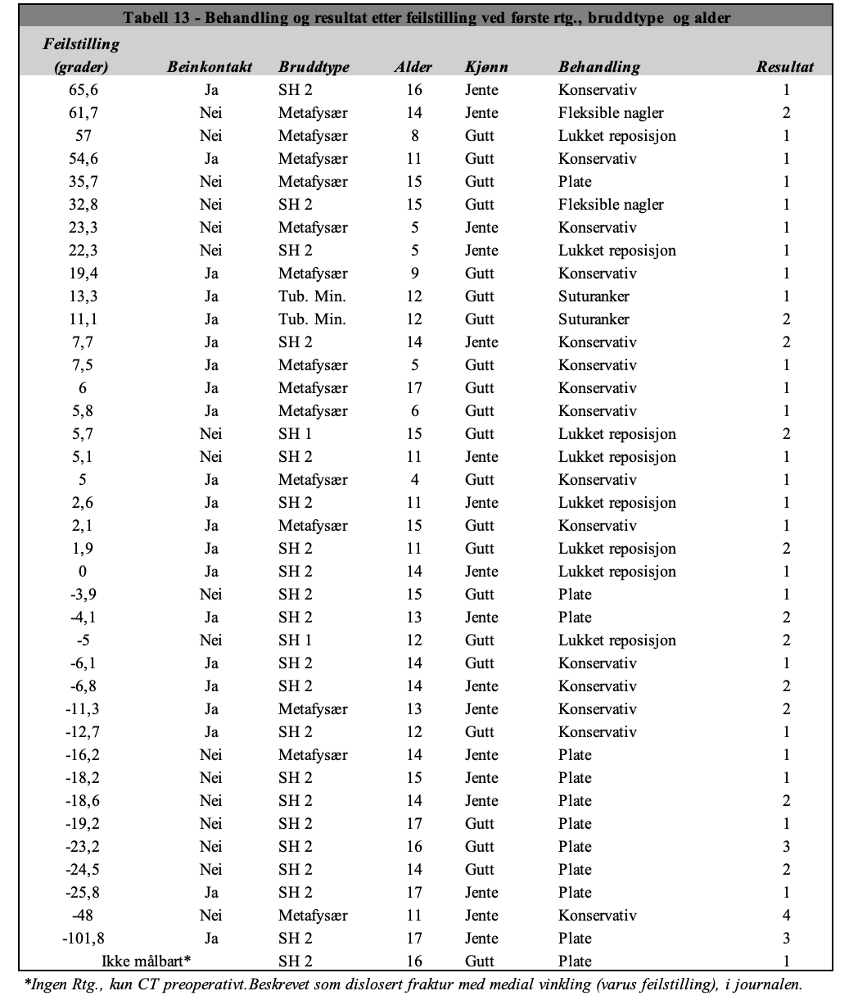 Tabell 13 - Behandling og resultat etter feilstilling ved første rtg., bruddtype og alder
Feilstilling
(grader) Beinkontakt Bruddtype Alder Kjønn Behandling Resultat
65,6 Ja SH 2 16 Jente Konservativ 1
61,7 Nei Metafysær 14 Jente Fleksible nagler 2
57 Nei Metafysær 8 Gutt Lukket reposisjon 1
54,6 Ja Metafysær 11 Gutt Konservativ 1
35,7 Nei Metafysær 15 Gutt Plate 1
32,8 Nei SH 2 15 Gutt Fleksible nagler 1
23,3 Nei Metafysær 5 Jente Konservativ 1
22,3 Nei SH 2 5 Jente Lukket reposisjon 1
19,4 Ja Metafysær 9 Gutt Konservativ 1
13,3 Ja Tub. Min. 12 Gutt Suturanker 1
11,1 Ja Tub. Min. 12 Gutt Suturanker 2
7,7 Ja SH 2 14 Jente Konservativ 2
7,5 Ja Metafysær 5 Gutt Konservativ 1
6 Ja Metafysær 17 Gutt Konservativ 1
5,8 Ja Metafysær 6 Gutt Konservativ 1
5,7 Nei SH 1 15 Gutt Lukket reposisjon 2
5,1 Nei SH 2 11 Jente Lukket reposisjon 1
5 Ja Metafysær 4 Gutt Konservativ 1
2,6 Ja SH 2 11 Jente Lukket reposisjon 1
2,1 Ja Metafysær 15 Gutt Konservativ 1
1,9 Ja SH 2 11 Gutt Lukket reposisjon 2
0 Ja SH 2 14 Jente Lukket reposisjon 1
-3,9 Nei SH 2 15 Gutt Plate 1
-4,1 Ja SH 2 13 Jente Plate 2
-5 Nei SH 1 12 Gutt Lukket reposisjon 2
-6,1 Ja SH 2 14 Gutt Konservativ 1
-6,8 Ja SH 2 14 Jente Konservativ 2
-11,3 Ja Metafysær 13 Jente Konservativ 2
-12,7 Ja SH 2 12 Gutt Konservativ 1
-16,2 Nei Metafysær 14 Jente Plate 1
-18,2 Nei SH 2 15 Jente Plate 1
-18,6 Nei SH 2 14 Jente Plate 2
-19,2 Nei SH 2 17 Gutt Plate 1
-23,2 Nei SH 2 16 Gutt Plate 3
-24,5 Nei SH 2 14 Gutt Plate 2
-25,8 Ja SH 2 17 Jente Plate 1
-48 Nei Metafysær 11 Jente Konservativ 4
-101,8 Ja SH 2 17 Jente Plate 3
Ikke målbart* SH 2 16 Gutt Plate 1
*Ingen Rtg., kun CT preoperativt.Beskrevet som dislosert fraktur med medial vinkling (varus feilstilling), i journalen.